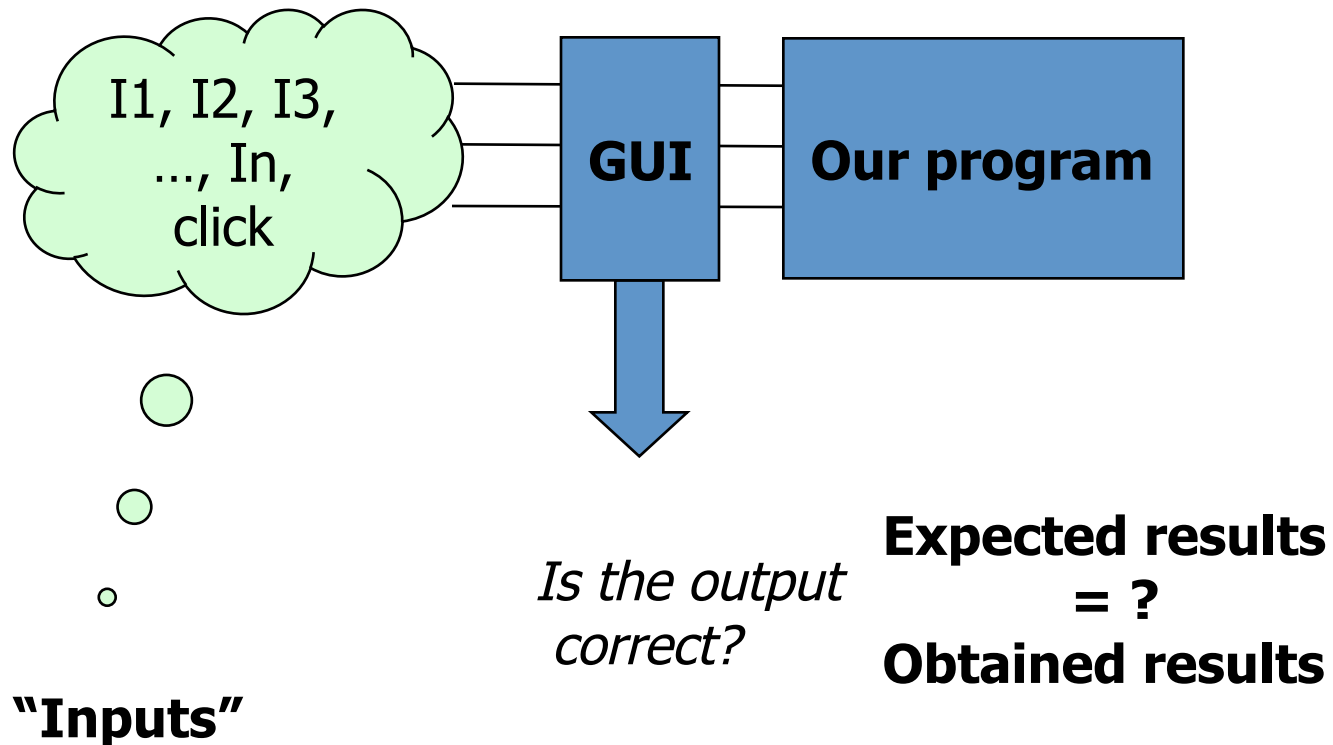 I1, I2, I3,
…, In,
click
GUI
Our program
Is the output
correct?
Expected results
= ?
Obtained results
“Inputs”